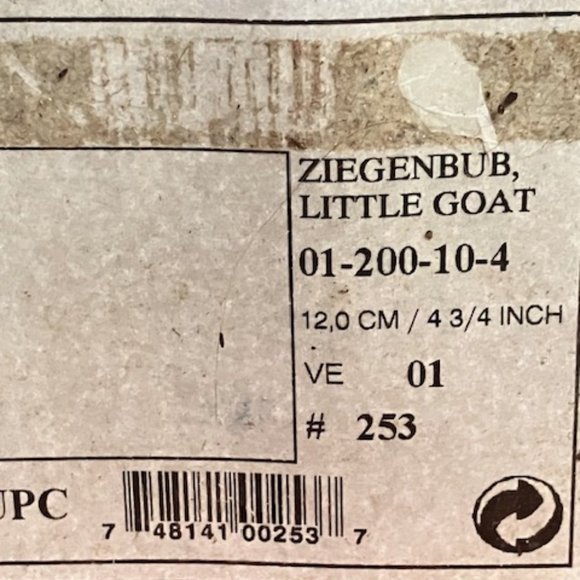 ZIEGENBUB,
LITTLE GOAT
01-200-10-4
12,0 CM / 4 3/4 INCH
VE 01
# 253
UPC
7 48141 00253 7